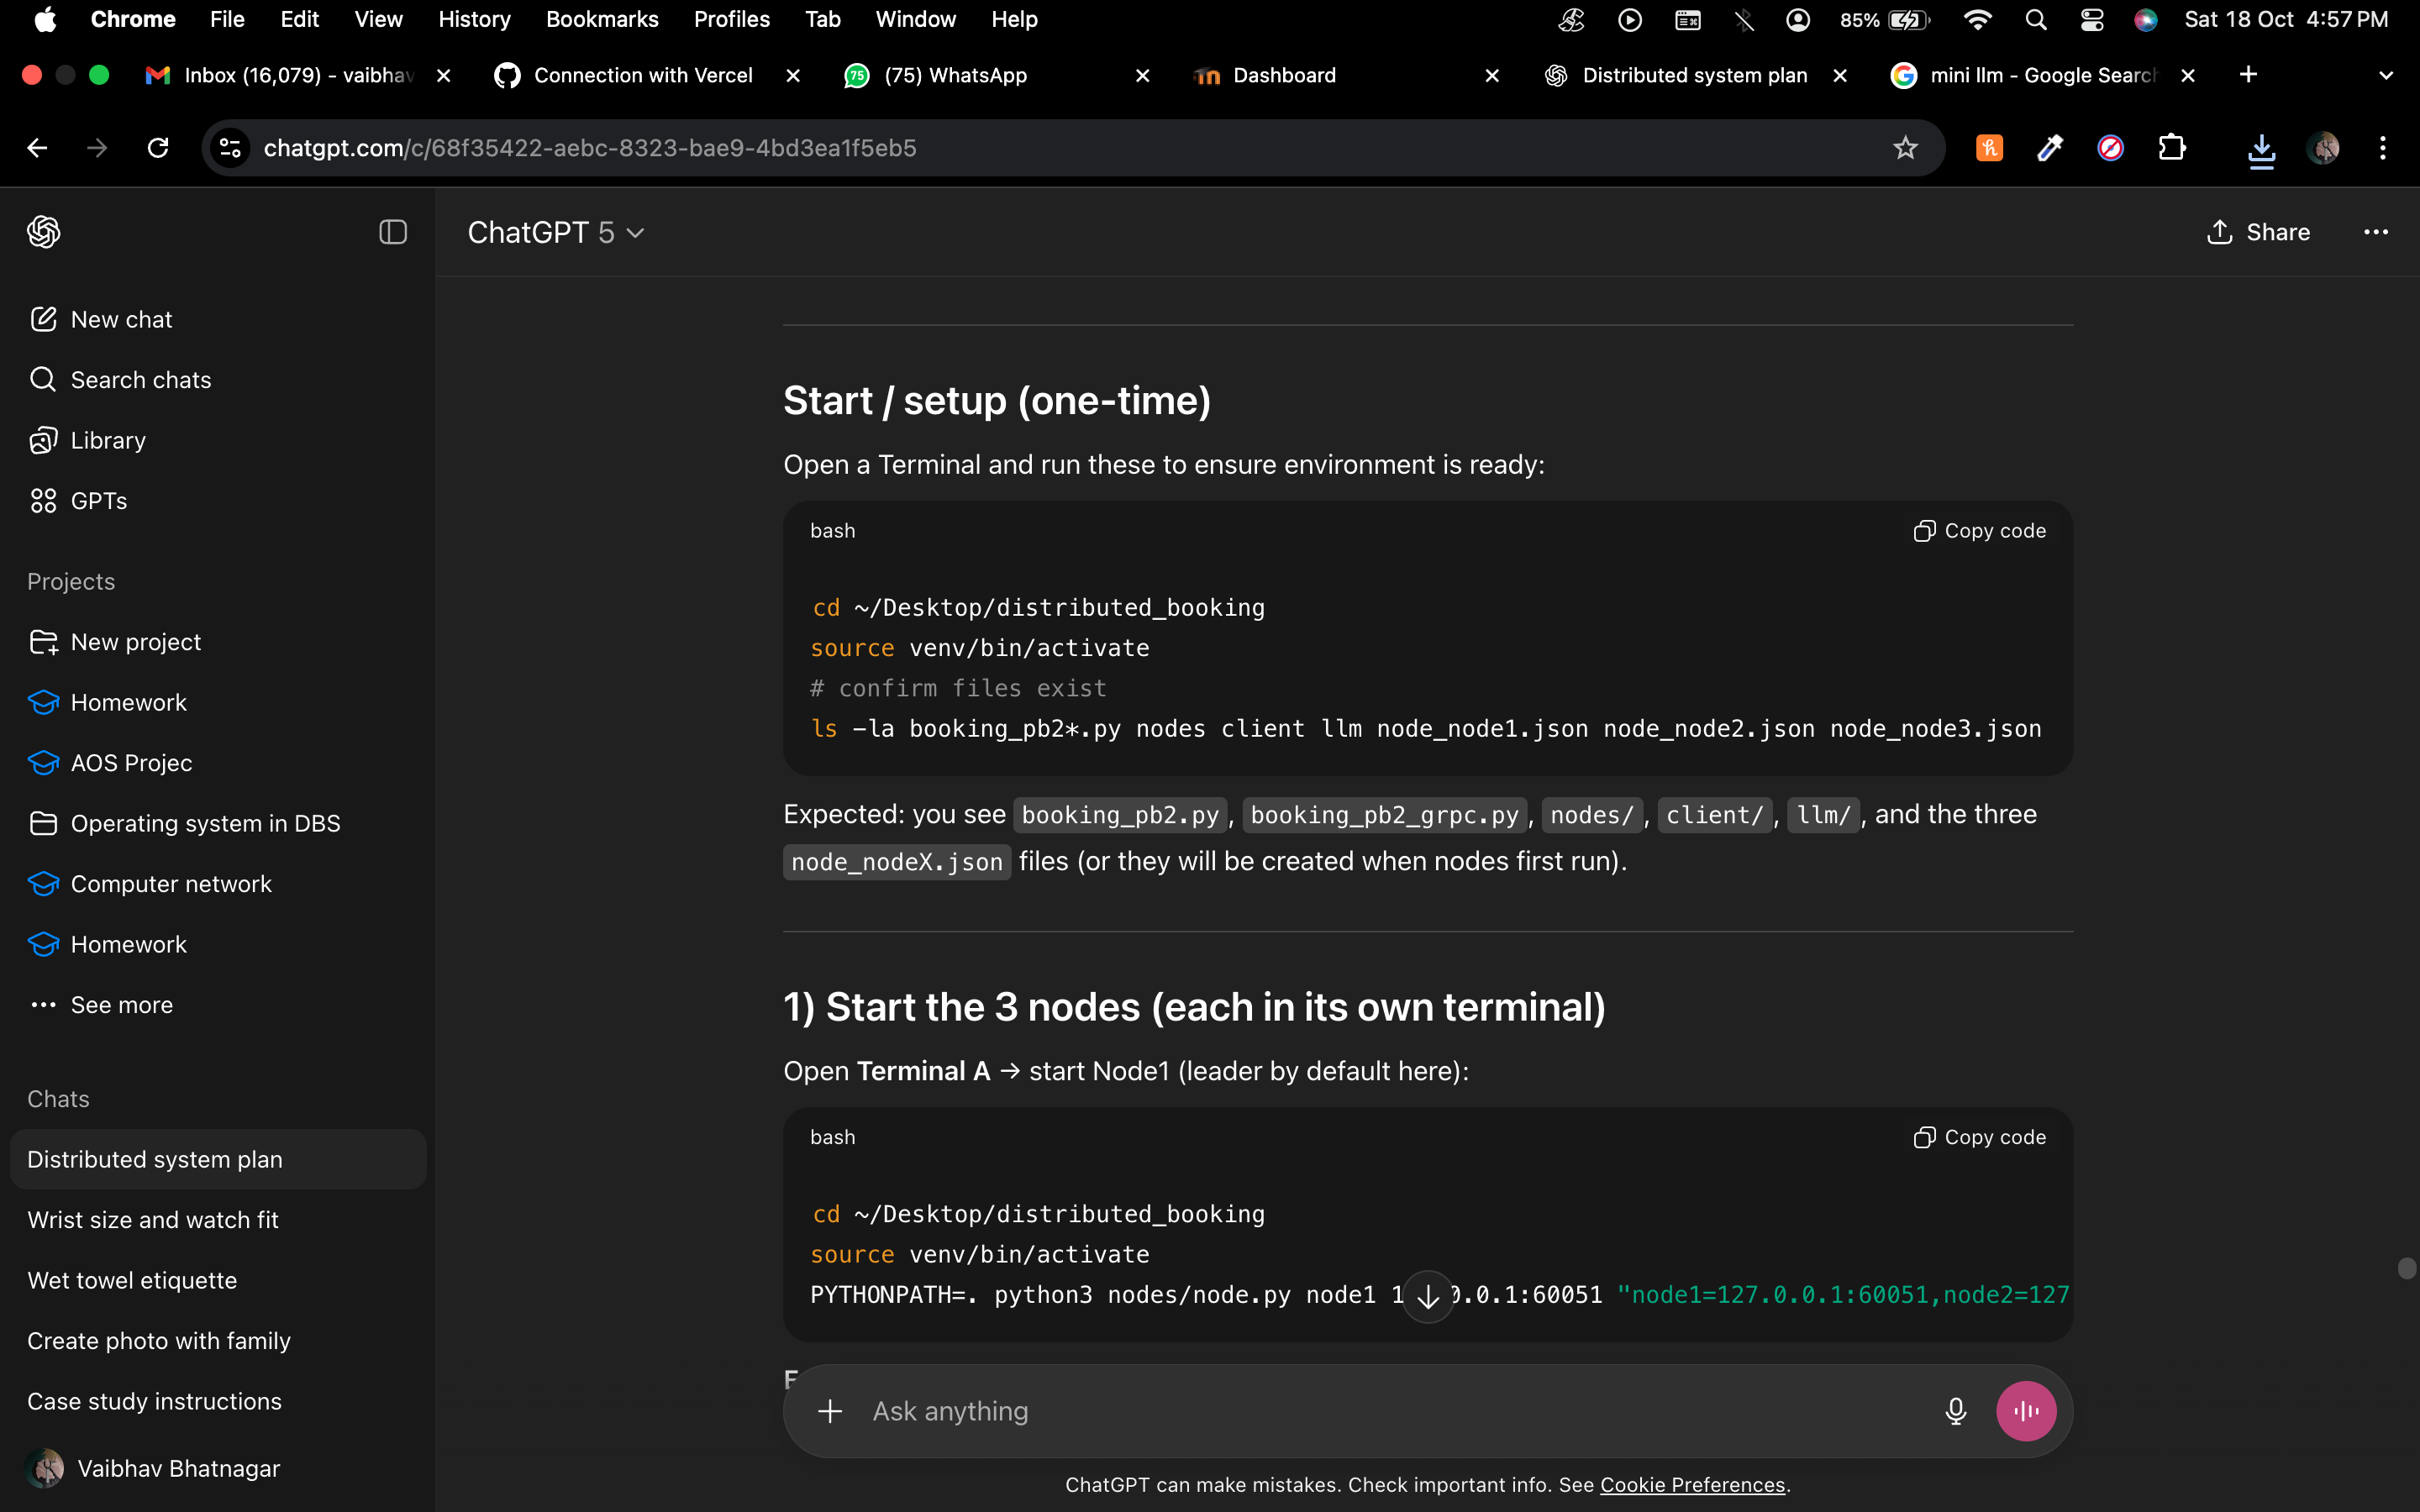 Chrome File Edit View History Bookmarks Profiles Tab Window Help 85% Sat 18 Oct 4:57 PM
Inbox (16,079) - vaibhav Connection with Vercel 75 (75) WhatsApp Dashboard Distributed system plan mini llm - Google Search
chatgpt.com/c/68f35422-aebc-8323-bae9-4bd3ea1f5eb5
ChatGPT 5 Share
New chat
Search chats
Library
GPTs
Projects
New project
Homework
AOS Projec
Operating system in DBS
Computer network
Homework
See more
Chats
Distributed system plan
Wrist size and watch fit
Wet towel etiquette
Create photo with family
Case study instructions
Vaibhav Bhatnagar
Start / setup (one-time)
Open a Terminal and run these to ensure environment is ready:
bash Copy code
cd ~/Desktop/distributed_booking
source venv/bin/activate
# confirm files exist
ls -la booking_pb2*.py nodes client llm node_node1.json node_node2.json node_node3.json
Expected: you see booking_pb2.py, booking_pb2_grpc.py, nodes/, client/, llm/, and the three
node_nodeX.json files (or they will be created when nodes first run).
1) Start the 3 nodes (each in its own terminal)
Open Terminal A → start Node1 (leader by default here):
bash Copy code
cd ~/Desktop/distributed_booking
source venv/bin/activate
PYTHONPATH=. python3 nodes/node.py node1 1 0.0.1:60051 "node1=127.0.0.1:60051,node2=127
Ask anything
ChatGPT can make mistakes. Check important info. See Cookie Preferences.